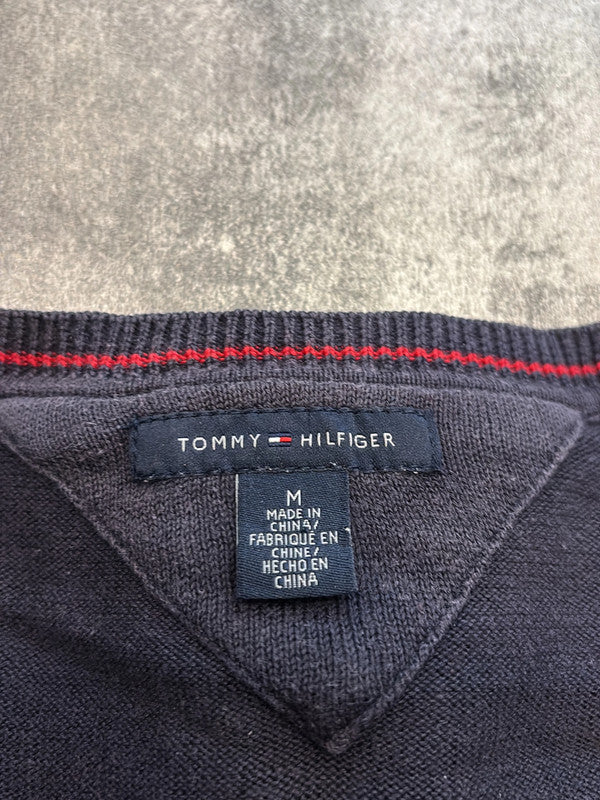 TOMMY HILFIGER
M
MADE IN
CHINA/
FABRIQUÉ EN
CHINE/
HECHO EN
CHINA